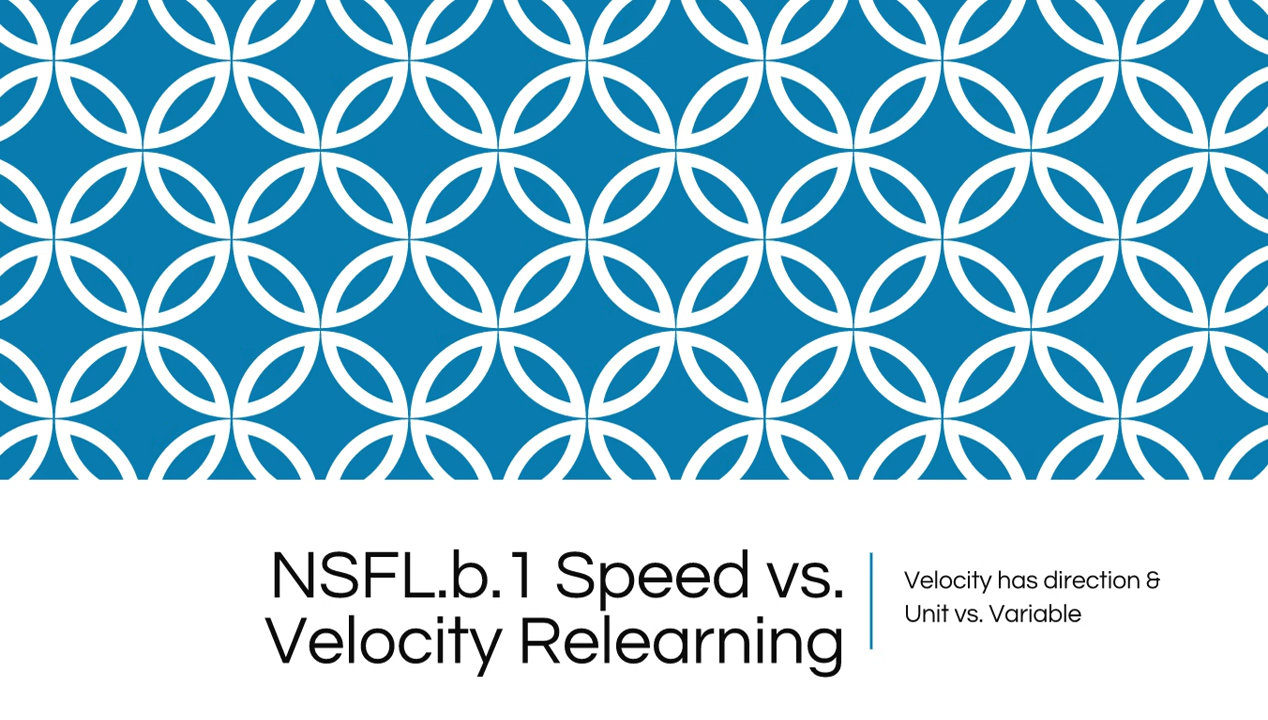 NSFL.b.1 Speed vs.
Velocity Relearning
Velocity has direction &
Unit vs. Variable